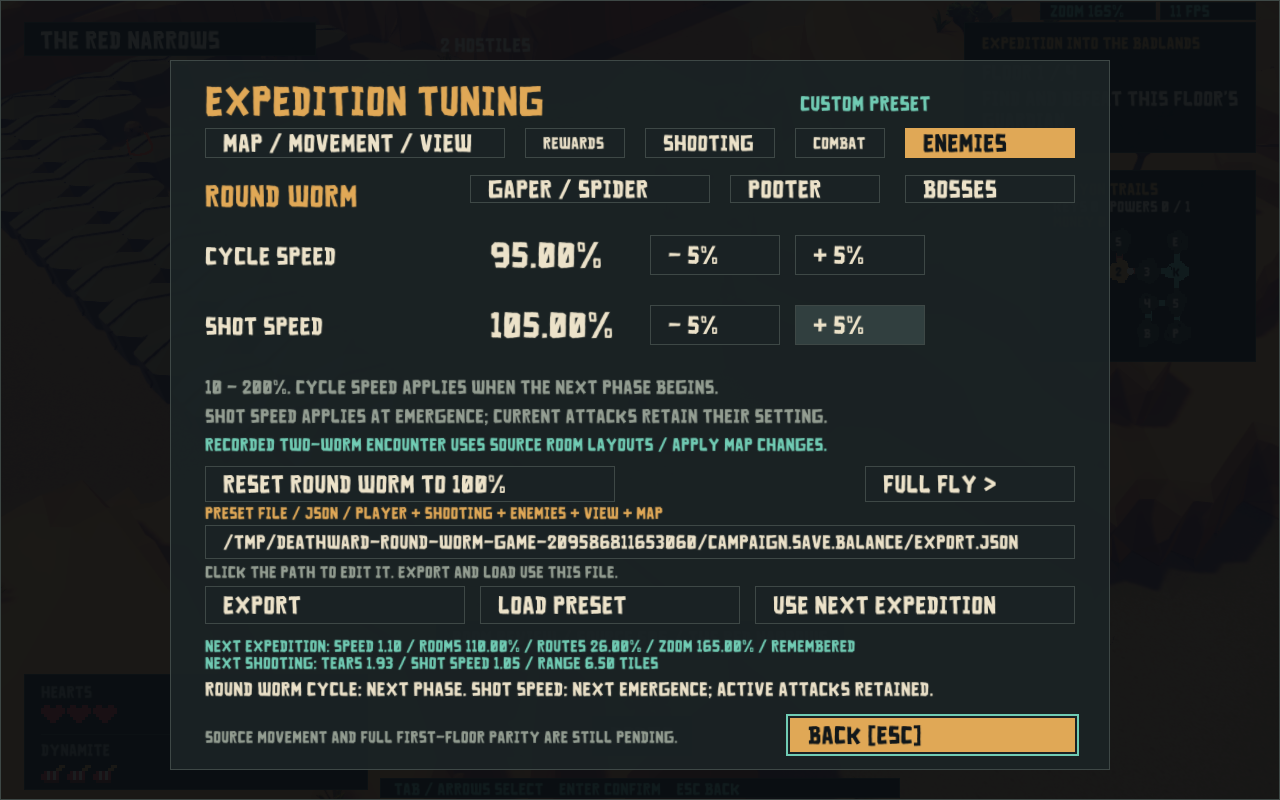 ZOOM 165% 11 FPS
THE RED NARROWS
2 HOSTILES
EXPEDITION INTO THE BADLANDS
EXPEDITION TUNING
CUSTOM PRESET
T THIS FLOOR'S
MAP / MOVEMENT / VIEW REWARDS SHOOTING COMBAT ENEMIES
ROUND WORM GAPER / SPIDER POOTER BOSSES
TRAILS
POWERS 0 / 1
CYCLE SPEED 95.00% - 5% + 5%
SHOT SPEED 105.00% - 5% + 5%
10 - 200%. CYCLE SPEED APPLIES WHEN THE NEXT PHASE BEGINS.
SHOT SPEED APPLIES AT EMERGENCE; CURRENT ATTACKS RETAIN THEIR SETTING.
RECORDED TWO-WORM ENCOUNTER USES SOURCE ROOM LAYOUTS / APPLY MAP CHANGES.
RESET ROUND WORM TO 100% FULL FLY >
PRESET FILE / JSON / PLAYER + SHOOTING + ENEMIES + VIEW + MAP
/TMP/DEATHWARD-ROUND-WORM-GAME-209586811653060/CAMPAIGN.SAVE.BALANCE/EXPORT.JSON
CLICK THE PATH TO EDIT IT. EXPORT AND LOAD USE THIS FILE.
EXPORT LOAD PRESET USE NEXT EXPEDITION
NEXT EXPEDITION: SPEED 1.10 / ROOMS 110.00% / ROUTES 26.00% / ZOOM 165.00% / REMEMBERED
NEXT SHOOTING: TEARS 1.93 / SHOT SPEED 1.05 / RANGE 6.50 TILES
ROUND WORM CYCLE: NEXT PHASE. SHOT SPEED: NEXT EMERGENCE; ACTIVE ATTACKS RETAINED.
HEARTS
DYNAMITE
SOURCE MOVEMENT AND FULL FIRST-FLOOR PARITY ARE STILL PENDING.
BACK [ESC]
TAB / ARROWS SELECT ENTER CONFIRM ESC BACK